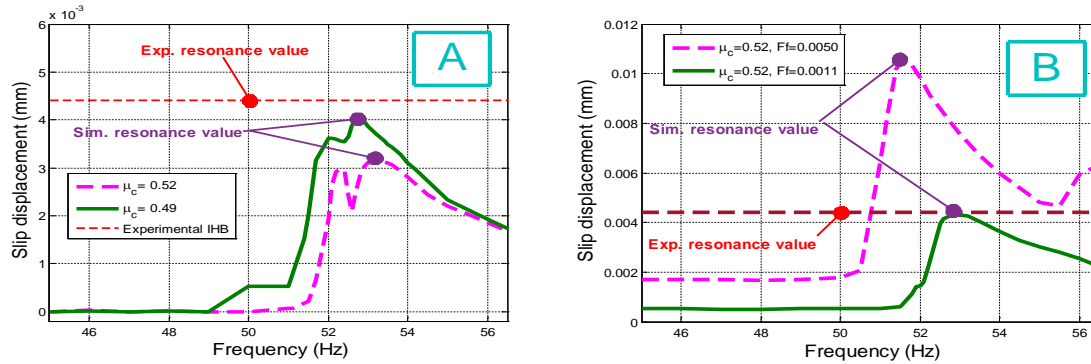 × 10⁻³
6
5
4
3
2
1
0
Slip displacement (mm)
Exp. resonance value
A
Sim. resonance value
μc= 0.52
μc= 0.49
Experimental IHB
46 48 50 52 54 56
Frequency (Hz)
0.012
0.01
0.008
0.006
0.004
0.002
0
Slip displacement (mm)
μc=0.52, Ff=0.0050
μc=0.52, Ff=0.0011
B
Sim. resonance value
Exp. resonance value
46 48 50 52 54 56
Frequency (Hz)